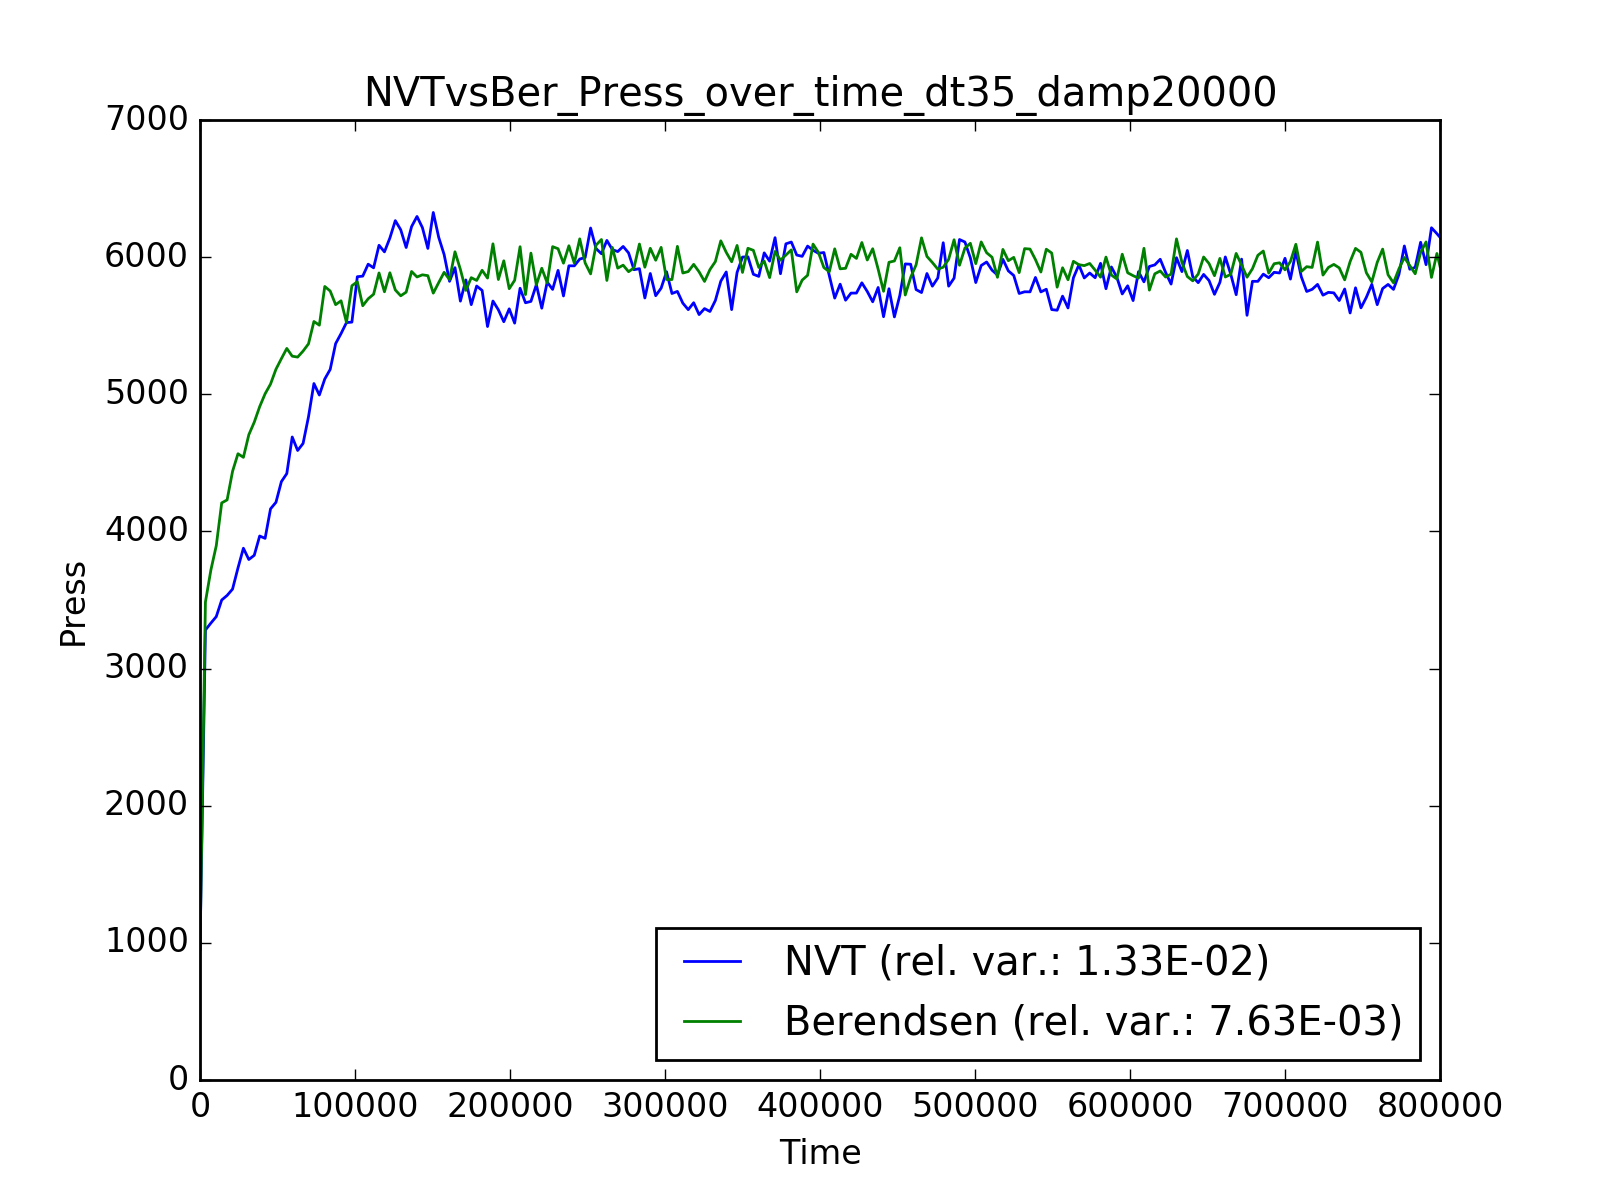 NVTvsBer_Press_over_time_dt35_damp20000
7000
6000
5000
4000
3000
2000
1000
0
Press
NVT (rel. var.: 1.33E-02)
Berendsen (rel. var.: 7.63E-03)
0 100000 200000 300000 400000 500000 600000 700000 800000
Time